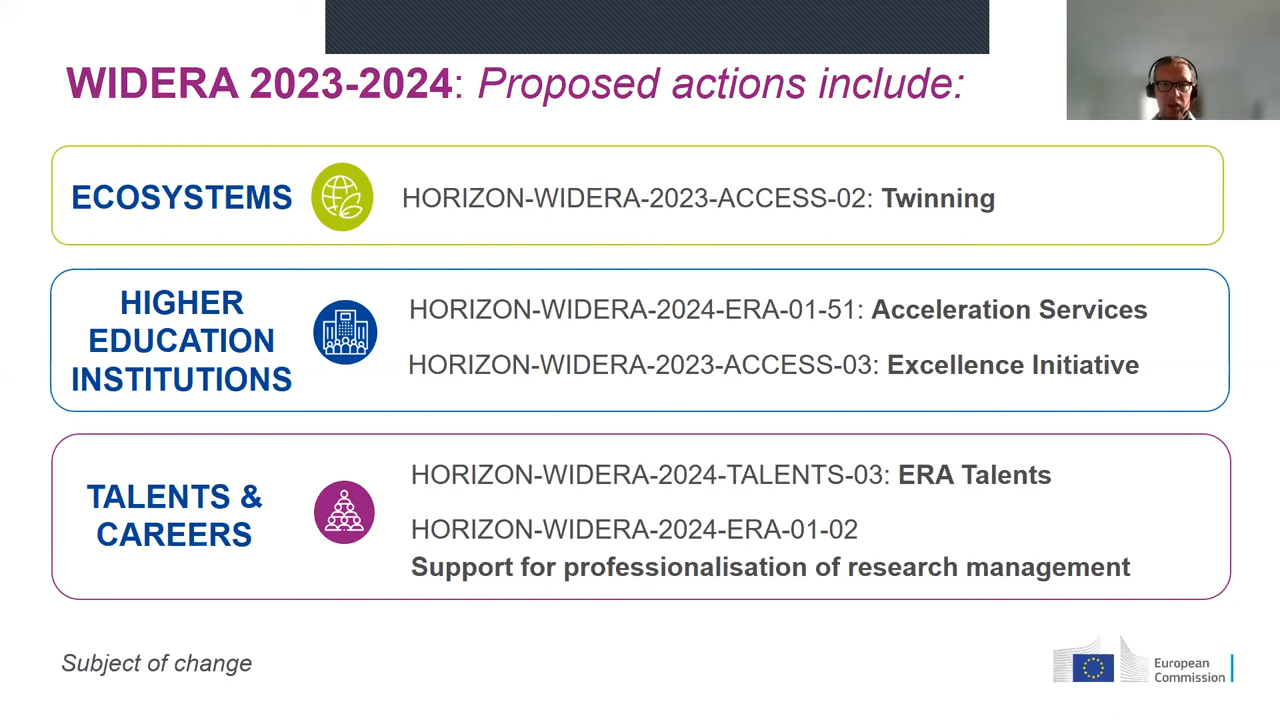 WIDERA 2023-2024: Proposed actions include:
ECOSYSTEMS
HORIZON-WIDERA-2023-ACCESS-02: Twinning
HIGHER
EDUCATION
INSTITUTIONS
HORIZON-WIDERA-2024-ERA-01-51: Acceleration Services
HORIZON-WIDERA-2023-ACCESS-03: Excellence Initiative
TALENTS &
CAREERS
HORIZON-WIDERA-2024-TALENTS-03: ERA Talents
HORIZON-WIDERA-2024-ERA-01-02
Support for professionalisation of research management
Subject of change
European
Commission